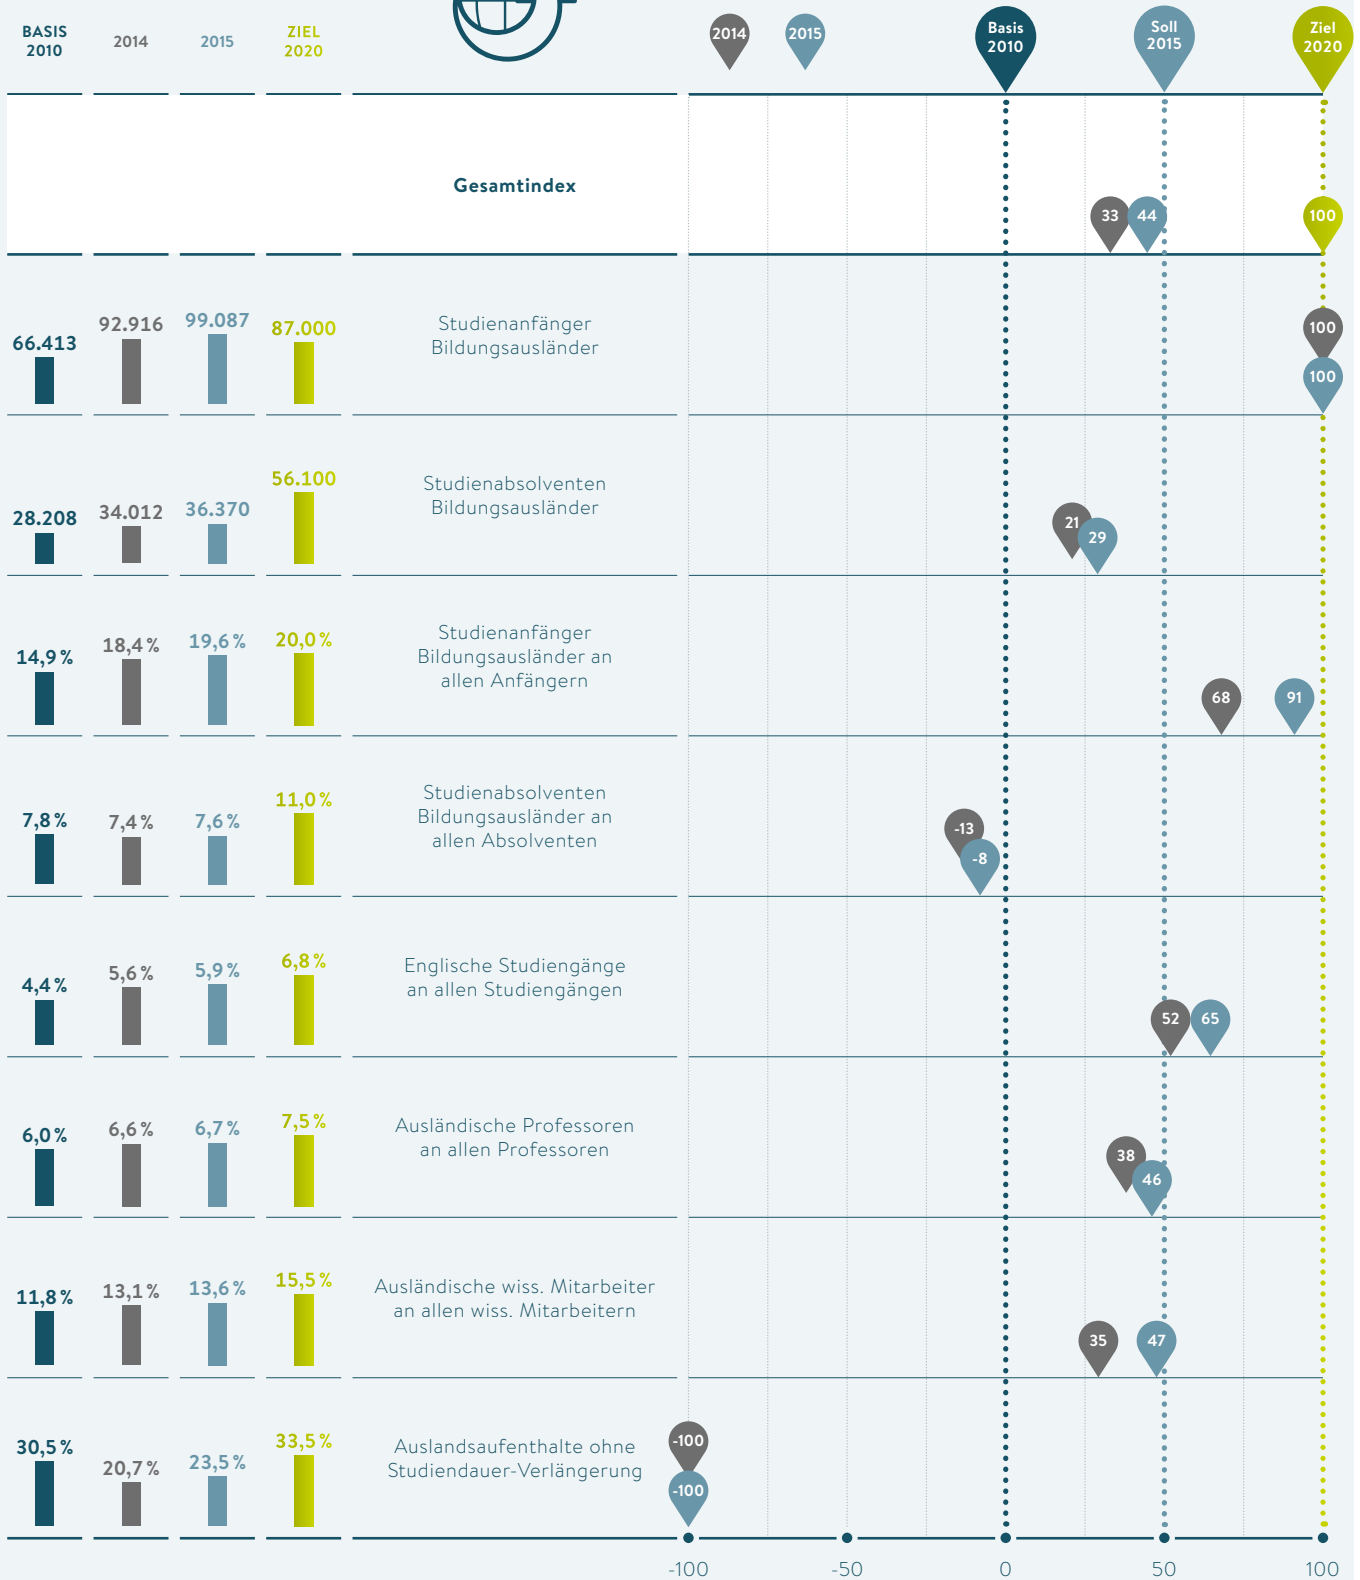 BASIS
2010
2014
2015
ZIEL
2020
2014
2015
Basis
2010
Soll
2015
Ziel
2020
Gesamtindex
33
44
100
66.413
92.916
99.087
87.000
Studienanfänger
Bildungsausländer
100
100
28.208
34.012
36.370
56.100
Studienabsolventen
Bildungsausländer
21
29
14,9 %
18,4 %
19,6 %
20,0 %
Studienanfänger
Bildungsausländer an
allen Anfängern
68
91
7,8 %
7,4 %
7,6 %
11,0 %
Studienabsolventen
Bildungsausländer an
allen Absolventen
-13
-8
4,4 %
5,6 %
5,9 %
6,8 %
Englische Studiengänge
an allen Studiengängen
52
65
6,0 %
6,6 %
6,7 %
7,5 %
Ausländische Professoren
an allen Professoren
38
46
11,8 %
13,1 %
13,6 %
15,5 %
Ausländische wiss. Mitarbeiter
an allen wiss. Mitarbeitern
35
47
30,5 %
20,7 %
23,5 %
33,5 %
Auslandsaufenthalte ohne
Studiendauer-Verlängerung
-100
-100
-100
-50
0
50
100